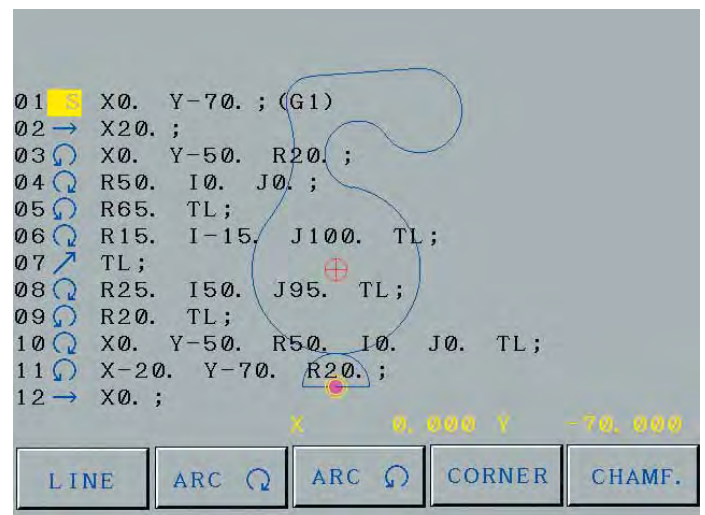 01 S X0. Y-70. ; (G1)
02 → X20. ;
03 ↺ X0. Y-50. R20. ;
04 ↻ R50. I0. J0. ;
05 ↺ R65. TL;
06 ↻ R15. I-15. J100. TL;
07 ↗ TL;
08 ↻ R25. I50. J95. TL;
09 ↺ R20. TL;
10 ↻ X0. Y-50. R50. I0. J0. TL;
11 ↺ X-20. Y-70. R20. ;
12 → X0. ;
X 0.000 Y -70.000
LINE ARC ↻ ARC ↺ CORNER CHAMF.